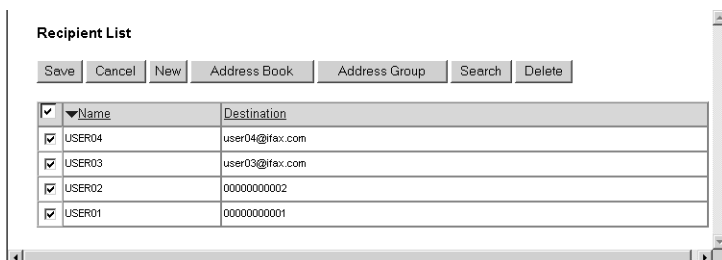 Recipient List
Save Cancel New Address Book Address Group Search Delete
Name Destination
USER04 user04@ifax.com
USER03 user03@ifax.com
USER02 00000000002
USER01 00000000001